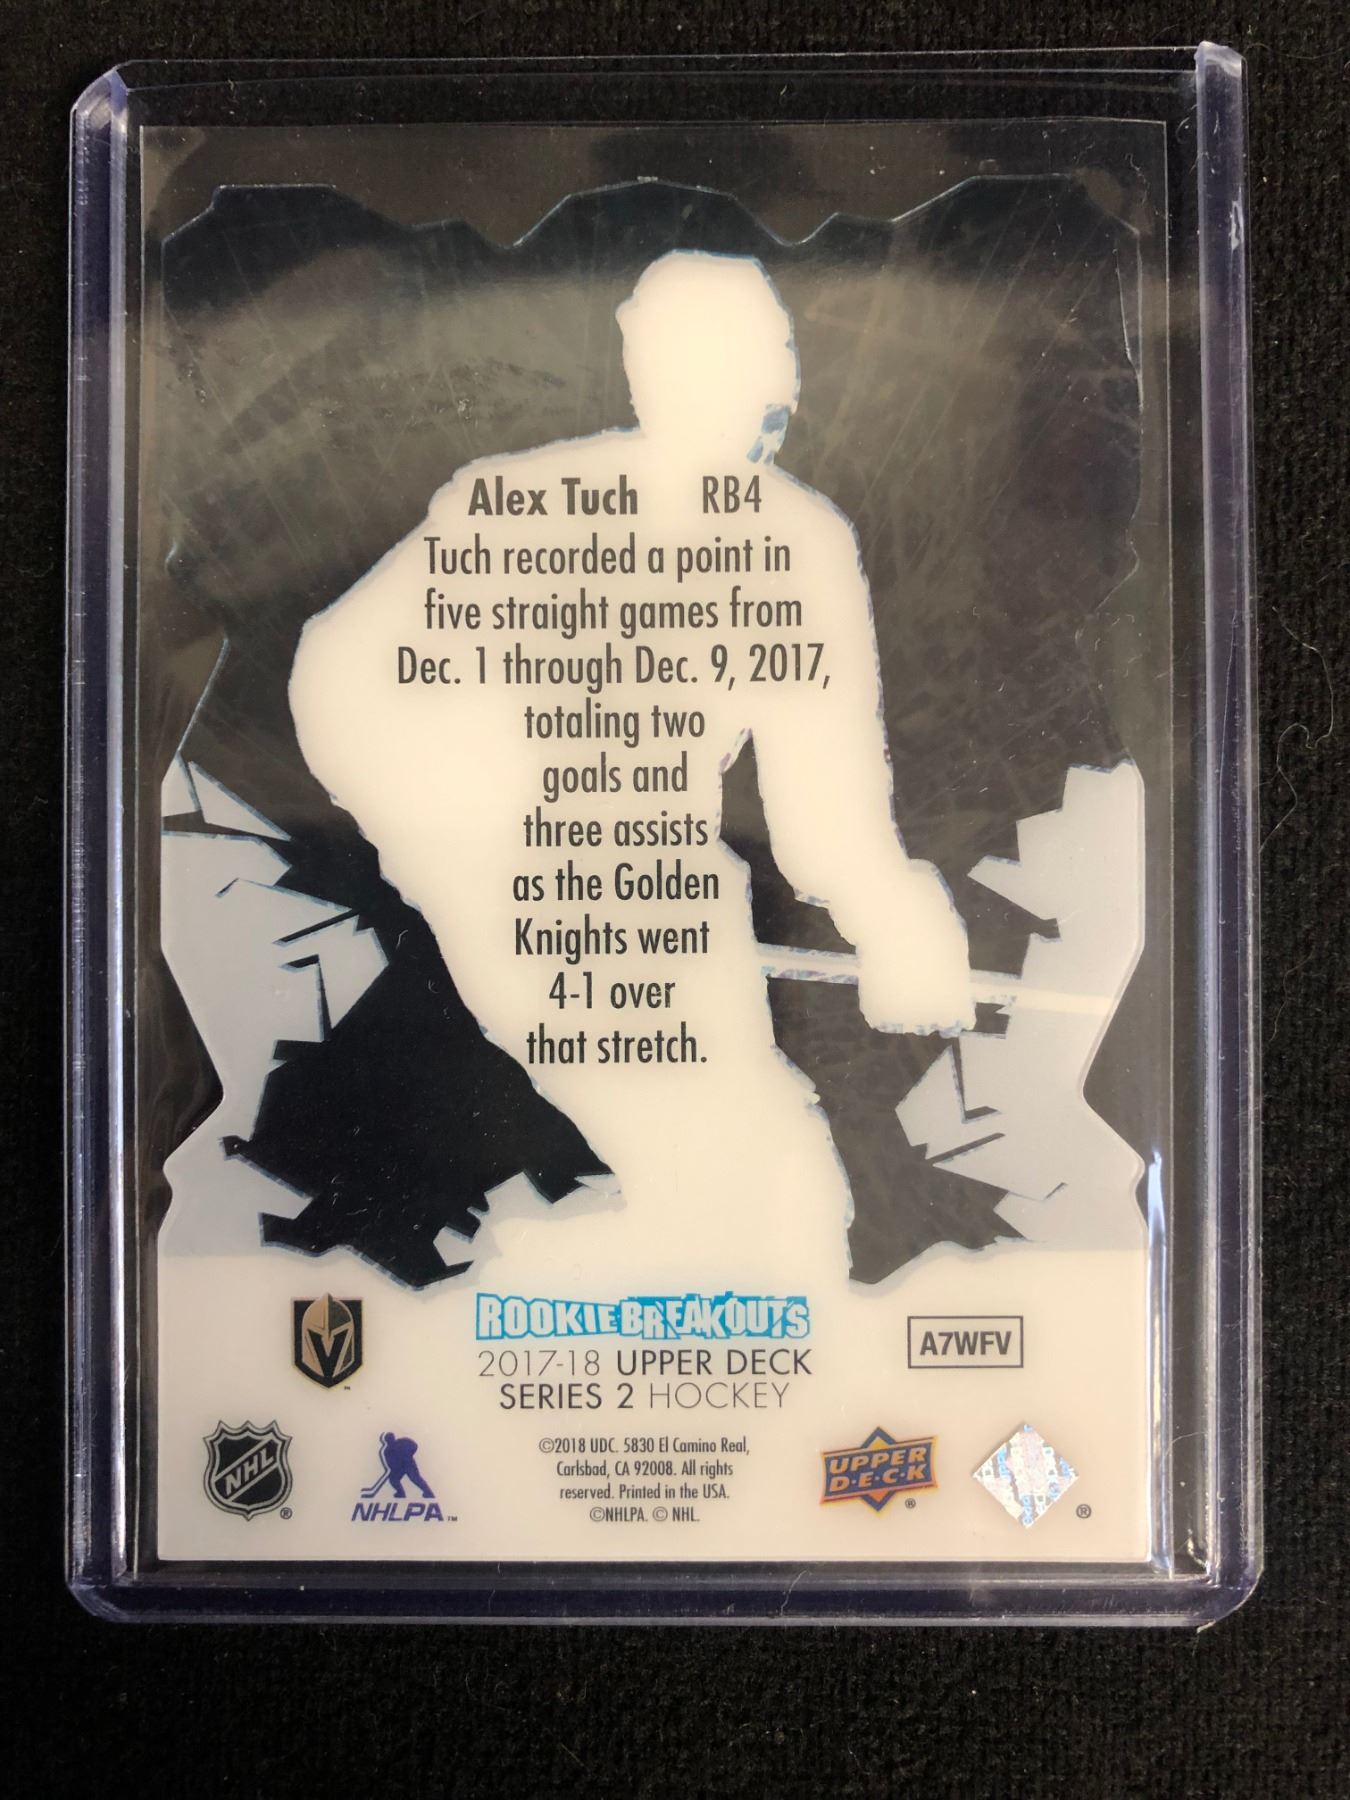 Alex Tuch RB4
Tuch recorded a point in
five straight games from
Dec. 1 through Dec. 9, 2017,
totaling two
goals and
three assists
as the Golden
Knights went
4-1 over
that stretch.
ROOKIE BREAKOUTS
2017-18 UPPER DECK
SERIES 2 HOCKEY
A7WFV
NHL ®
NHLPA ™
©2018 UDC. 5830 El Camino Real,
Carlsbad, CA 92008. All rights
reserved. Printed in the USA.
©NHLPA. © NHL.
UPPER
D·E·C·K ®
®